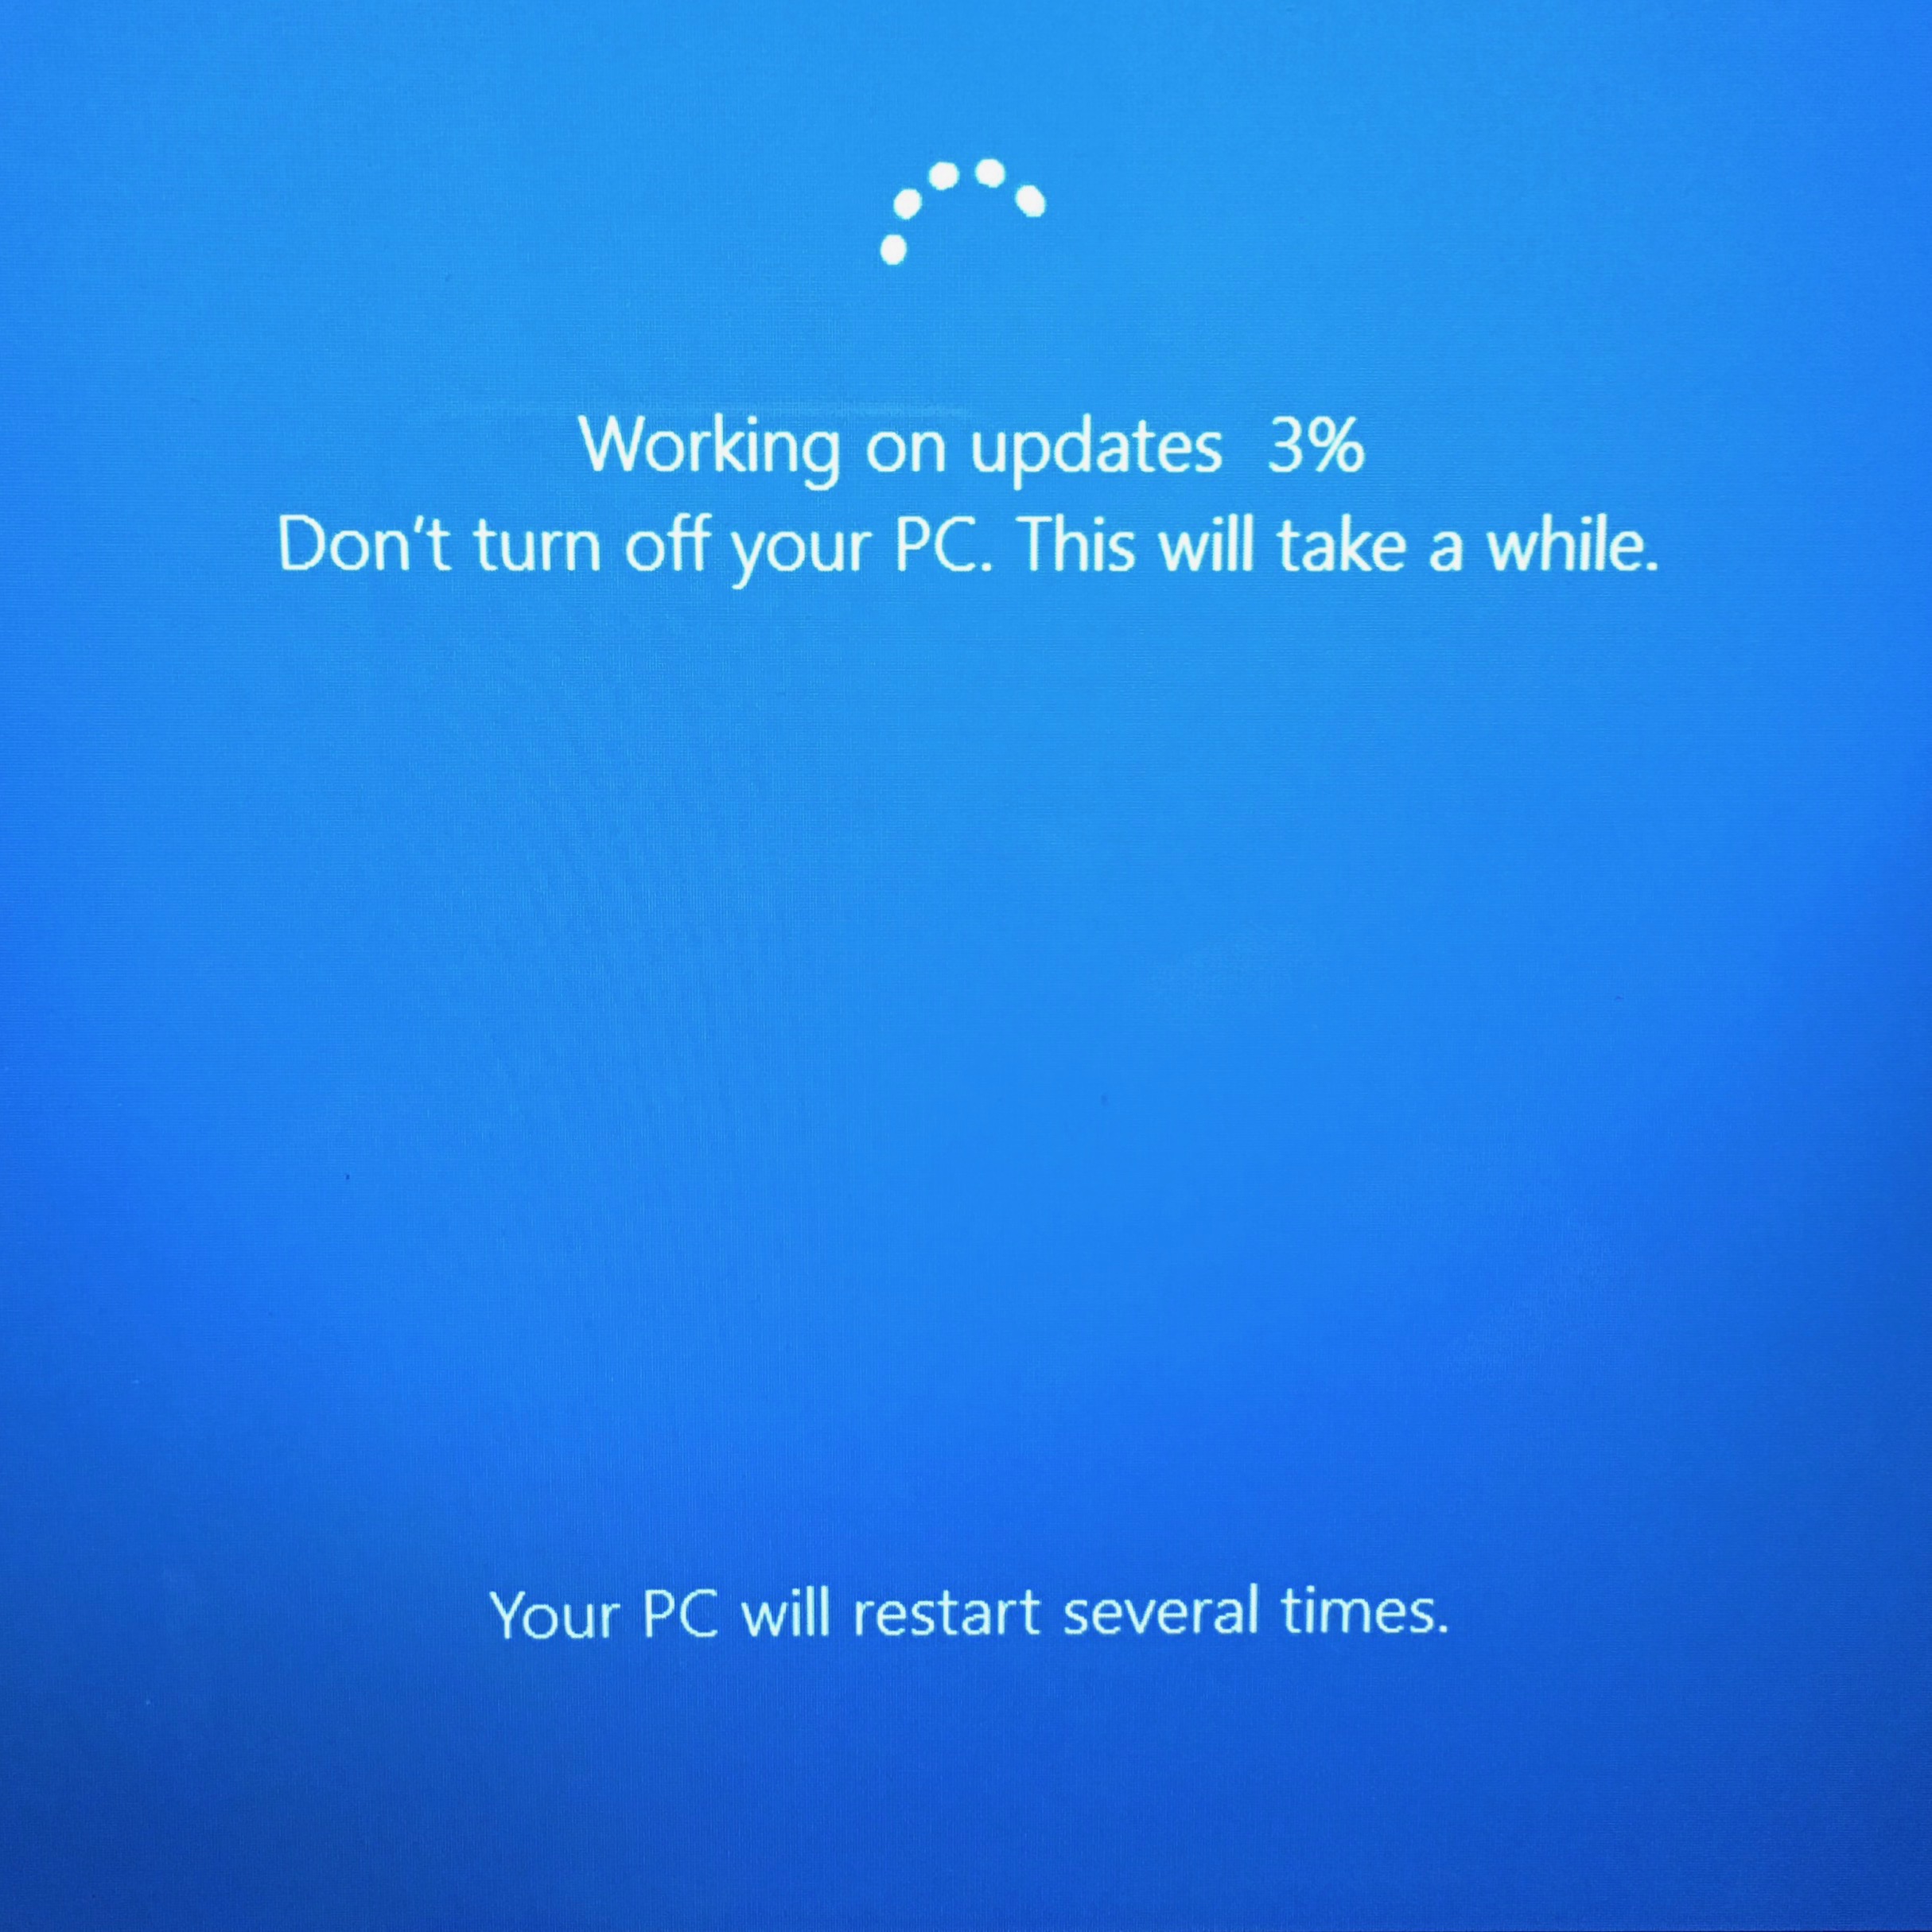 Working on updates  3%
Don't turn off your PC. This will take a while.
Your PC will restart several times.